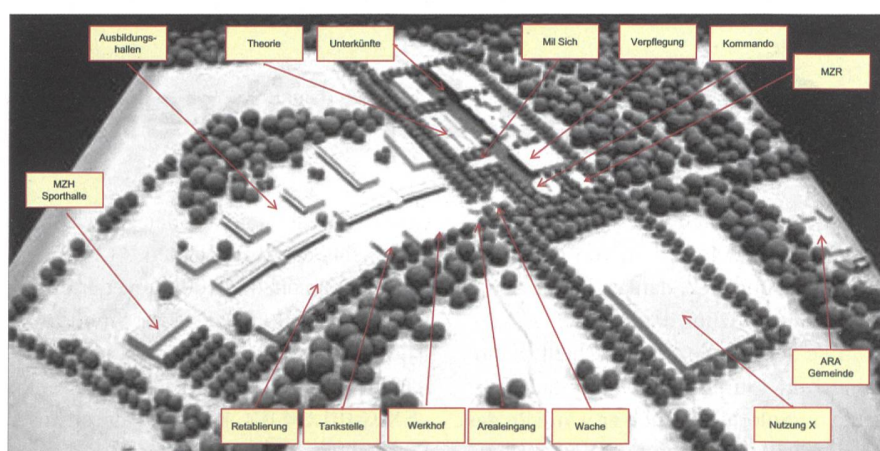 Ausbildungs-
hallen
Theorie
Unterkünfte
Mil Sich
Verpflegung
Kommando
MZR
MZH
Sporthalle
ARA
Gemeinde
Retablierung
Tankstelle
Werkhof
Arealeingang
Wache
Nutzung X